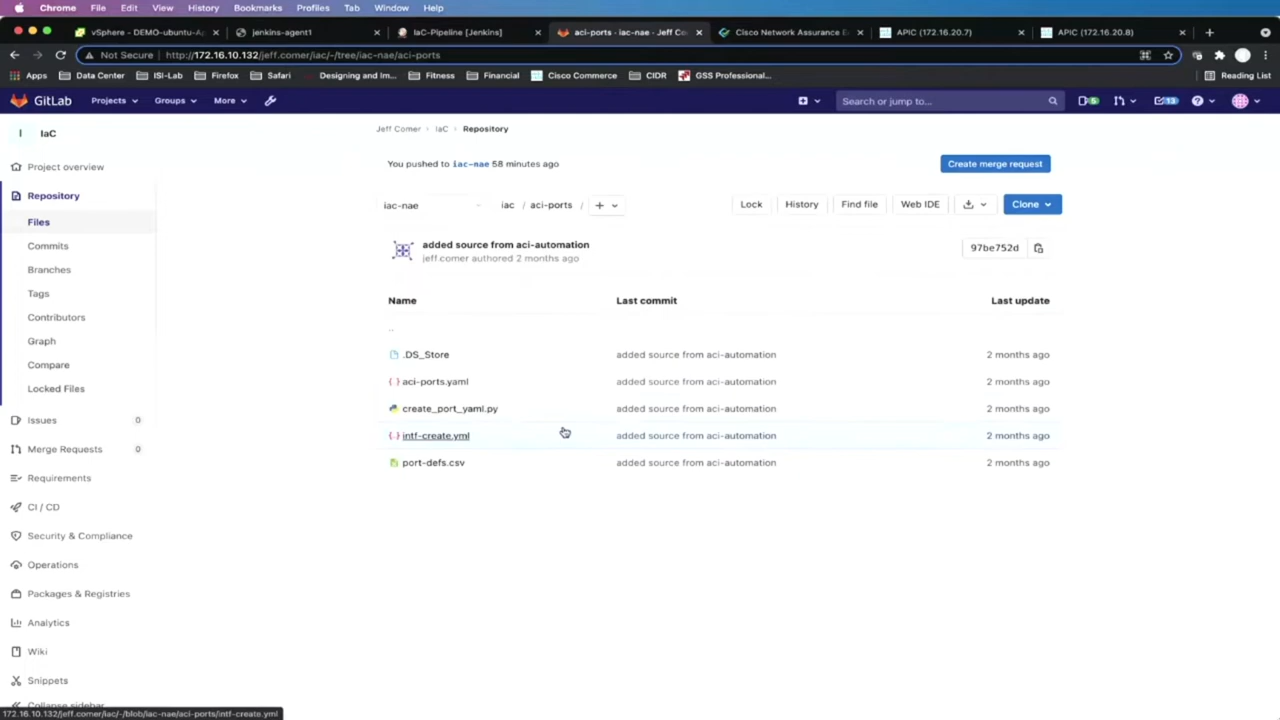 Chrome File Edit View History Bookmarks Profiles Tab Window Help
vSphere - DEMO-ubuntu-A jenkins-agent1 IaC-Pipeline [Jenkins] aci-ports · iac-nae · Jeff Co Cisco Network Assurance E APIC (172.16.20.7) APIC (172.16.20.8)
Not Secure | http://172.16.10.132/jeff.comer/iac/-/tree/iac-nae/aci-ports
Apps Data Center ISI-Lab Firefox Safari Designing and Im... Fitness Financial Cisco Commerce CIDR GSS Professional... Reading List
GitLab Projects Groups More Search or jump to... 5 13
I IaC
Jeff Comer > IaC > Repository
Project overview
You pushed to iac-nae 58 minutes ago Create merge request
Repository
iac-nae iac / aci-ports / + Lock History Find file Web IDE Clone
Files
added source from aci-automation
Commits
jeff.comer authored 2 months ago 97be752d
Branches
Tags
Name Last commit Last update
Contributors
..
Graph
.DS_Store added source from aci-automation 2 months ago
Compare
aci-ports.yaml added source from aci-automation 2 months ago
Locked Files
create_port_yaml.py added source from aci-automation 2 months ago
Issues 0
intf-create.yml added source from aci-automation 2 months ago
Merge Requests 0
port-defs.csv added source from aci-automation 2 months ago
Requirements
CI / CD
Security & Compliance
Operations
Packages & Registries
Analytics
Wiki
Snippets
Collapse sidebar
172.16.10.132/jeff.comer/iac/-/blob/iac-nae/aci-ports/intf-create.yml